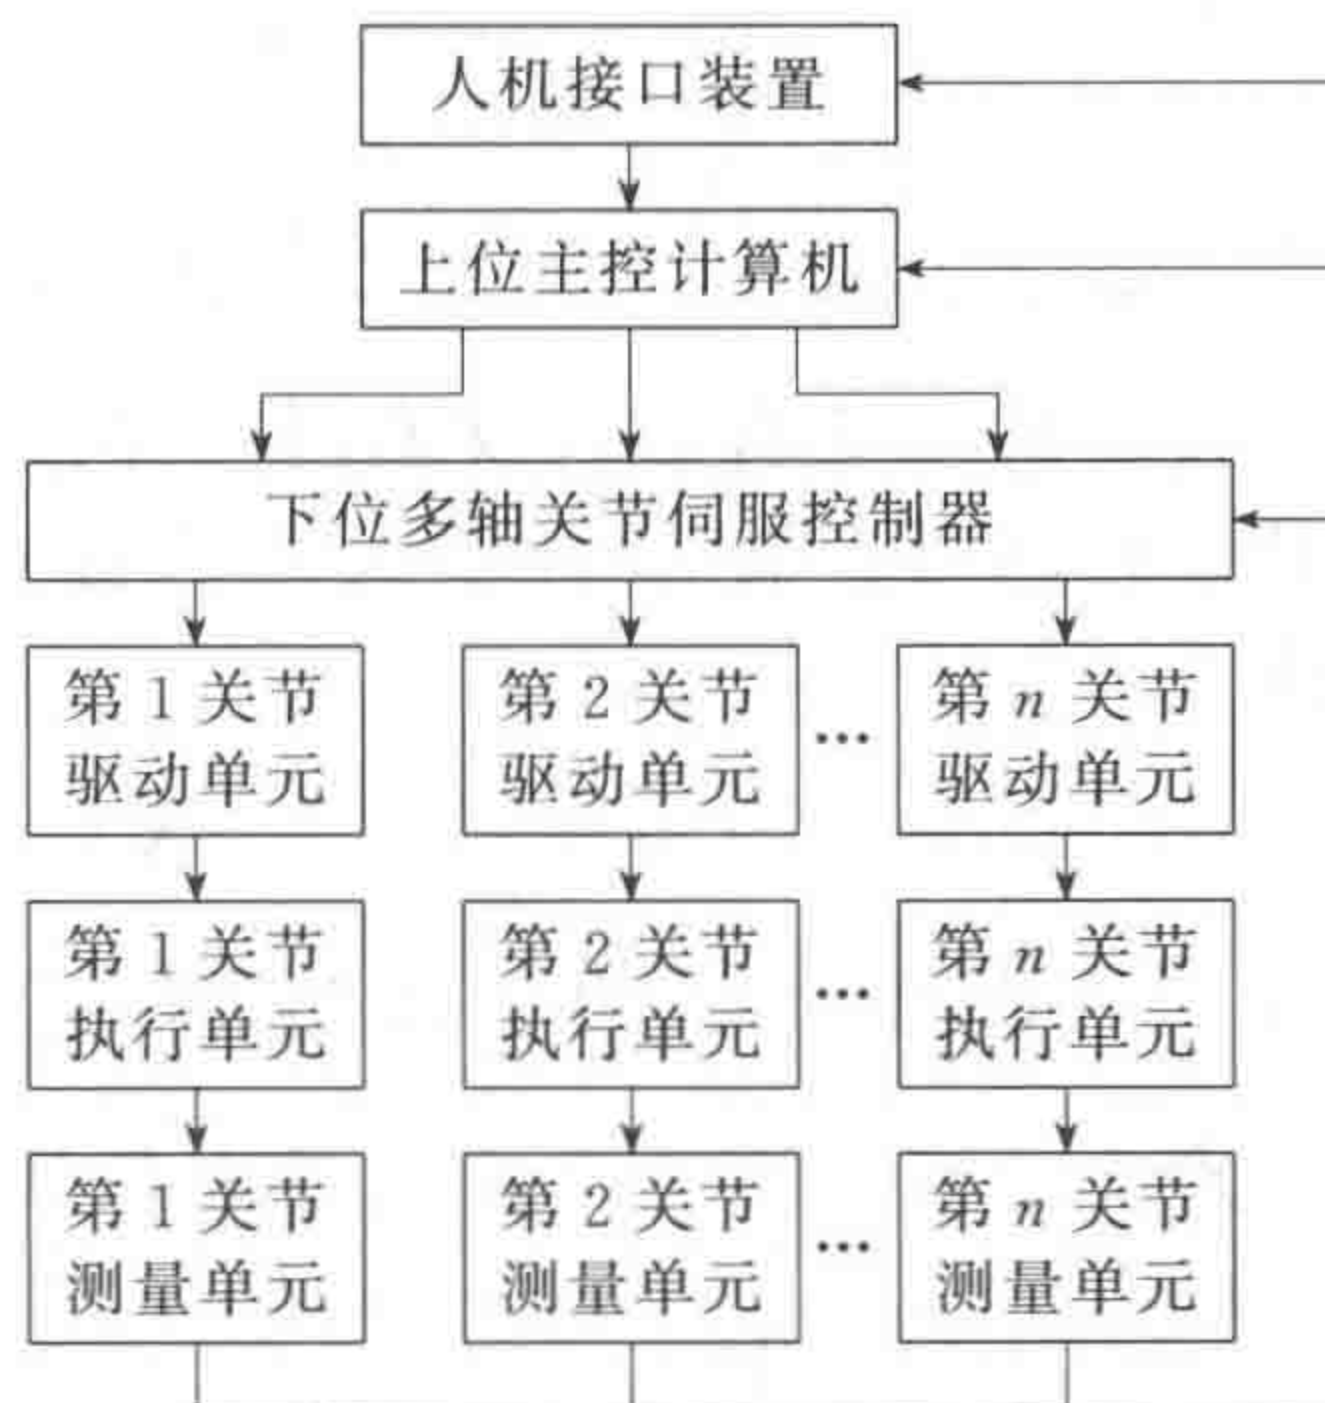 人机接口装置
上位主控计算机
下位多轴关节伺服控制器
第 1 关节
驱动单元
第 2 关节
驱动单元
…
第 n 关节
驱动单元
第 1 关节
执行单元
第 2 关节
执行单元
…
第 n 关节
执行单元
第 1 关节
测量单元
第 2 关节
测量单元
…
第 n 关节
测量单元